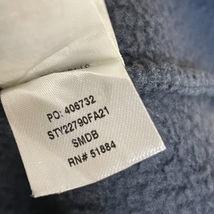 PO: 406732
STY22790FA21
SMDB
RN# 51884